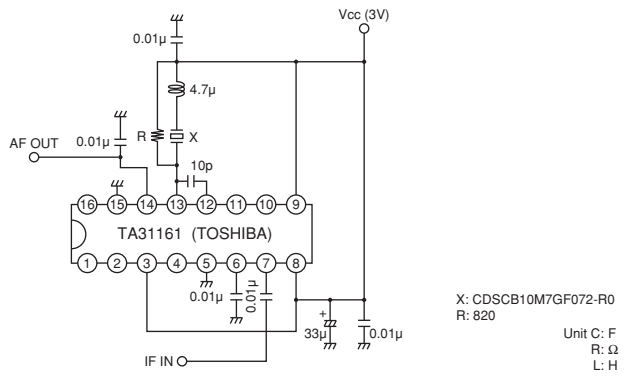 Vcc (3V)
0.01µ
4.7µ
0.01µ
R
X
AF OUT
10p
16 15 14 13 12 11 10 9
TA31161 (TOSHIBA)
1 2 3 4 5 6 7 8
0.01µ
0.01µ
+
33µ
0.01µ
IF IN
X: CDSCB10M7GF072-R0
R: 820
Unit C: F
R: Ω
L: H